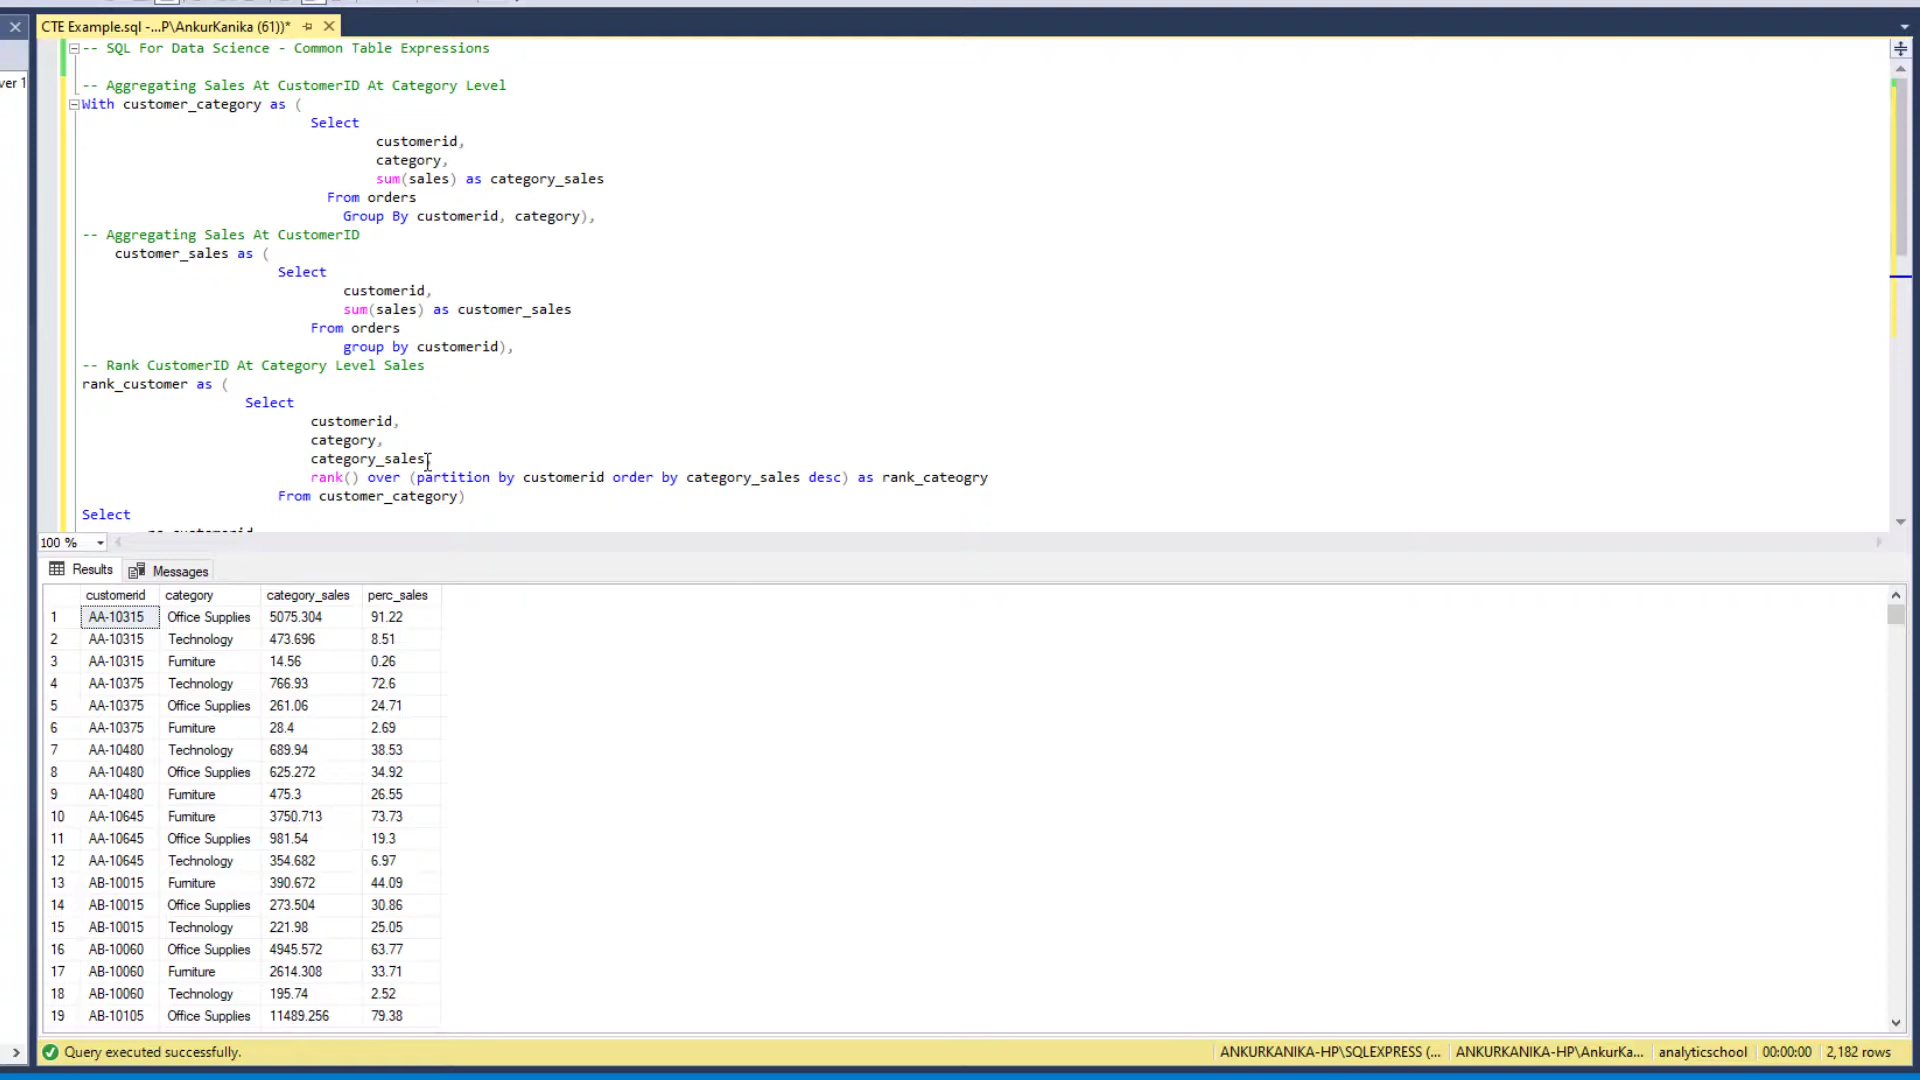 CTE Example.sql -...P\AnkurKanika (61))*
ver 1
-- SQL For Data Science - Common Table Expressions
-- Aggregating Sales At CustomerID At Category Level
With customer_category as (
Select
customerid,
category,
sum(sales) as category_sales
From orders
Group By customerid, category),
-- Aggregating Sales At CustomerID
customer_sales as (
Select
customerid,
sum(sales) as customer_sales
From orders
group by customerid),
-- Rank CustomerID At Category Level Sales
rank_customer as (
Select
customerid,
category,
category_sales,
rank() over (partition by customerid order by category_sales desc) as rank_cateogry
From customer_category)
Select
100 %
Results Messages
customerid category category_sales perc_sales
1 AA-10315 Office Supplies 5075.304 91.22
2 AA-10315 Technology 473.696 8.51
3 AA-10315 Furniture 14.56 0.26
4 AA-10375 Technology 766.93 72.6
5 AA-10375 Office Supplies 261.06 24.71
6 AA-10375 Furniture 28.4 2.69
7 AA-10480 Technology 689.94 38.53
8 AA-10480 Office Supplies 625.272 34.92
9 AA-10480 Furniture 475.3 26.55
10 AA-10645 Furniture 3750.713 73.73
11 AA-10645 Office Supplies 981.54 19.3
12 AA-10645 Technology 354.682 6.97
13 AB-10015 Furniture 390.672 44.09
14 AB-10015 Office Supplies 273.504 30.86
15 AB-10015 Technology 221.98 25.05
16 AB-10060 Office Supplies 4945.572 63.77
17 AB-10060 Furniture 2614.308 33.71
18 AB-10060 Technology 195.74 2.52
19 AB-10105 Office Supplies 11489.256 79.38
Query executed successfully. ANKURKANIKA-HP\SQLEXPRESS (... ANKURKANIKA-HP\AnkurKa... analyticschool 00:00:00 2,182 rows